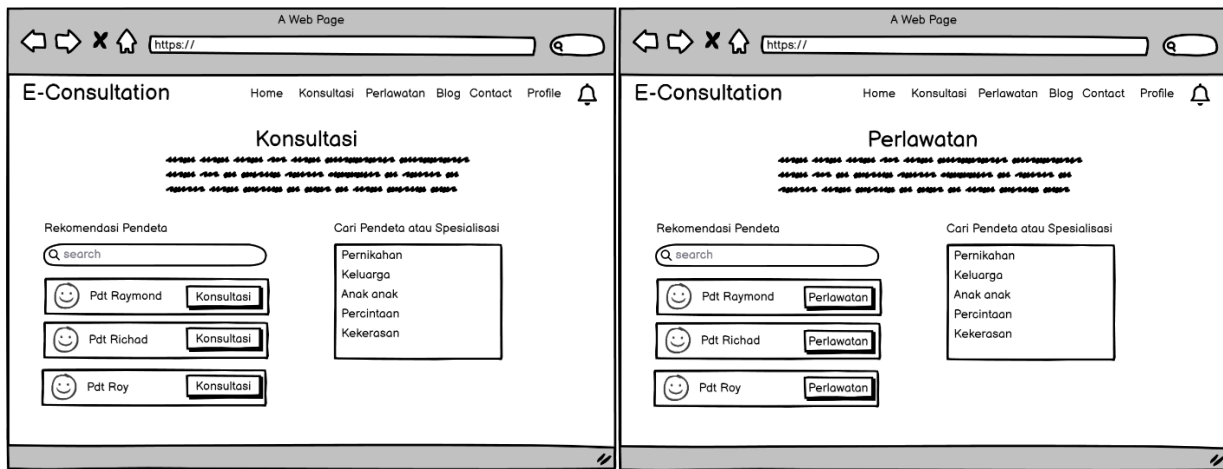 A Web Page
https://
E-Consultation
Home Konsultasi Perlawatan Blog Contact Profile
Konsultasi
Rekomendasi Pendeta
search
Pdt Raymond Konsultasi
Pdt Richad Konsultasi
Pdt Roy Konsultasi
Cari Pendeta atau Spesialisasi
Pernikahan
Keluarga
Anak anak
Percintaan
Kekerasan
A Web Page
https://
E-Consultation
Home Konsultasi Perlawatan Blog Contact Profile
Perlawatan
Rekomendasi Pendeta
search
Pdt Raymond Perlawatan
Pdt Richad Perlawatan
Pdt Roy Perlawatan
Cari Pendeta atau Spesialisasi
Pernikahan
Keluarga
Anak anak
Percintaan
Kekerasan